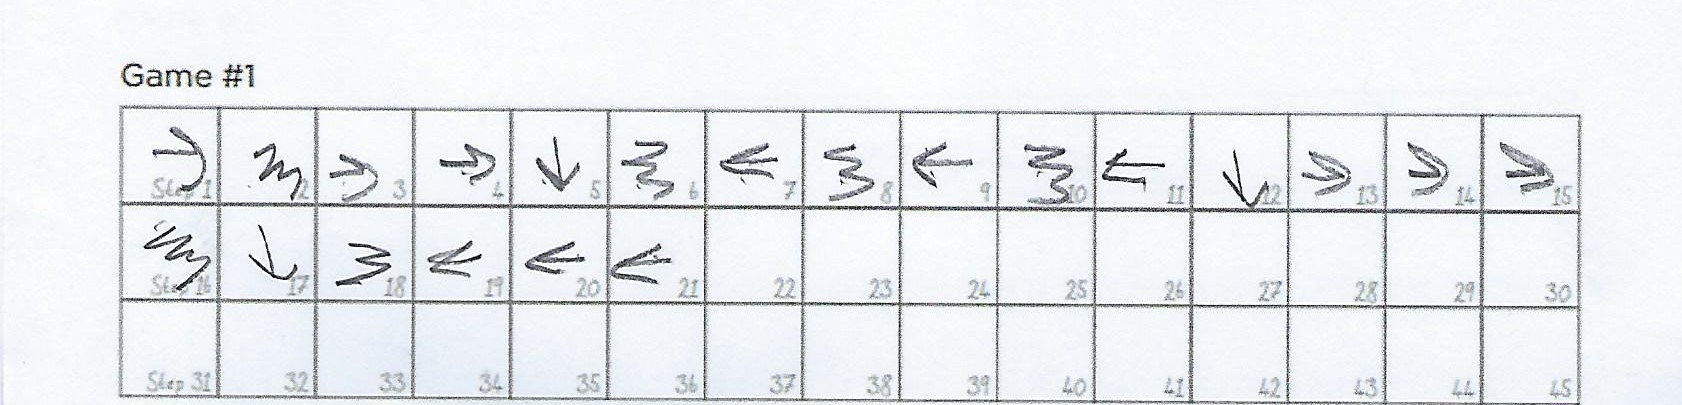 Game #1
→ ⚡ → → ↓ ⚡ ← ⚡ ← ⚡ ← ↓ → → →
Step 1 2 3 4 5 6 7 8 9 10 11 12 13 14 15
⚡ ↓ ⚡ ← ← ←
Step 16 17 18 19 20 21 22 23 24 25 26 27 28 29 30
Step 31 32 33 34 35 36 37 38 39 40 41 42 43 44 45